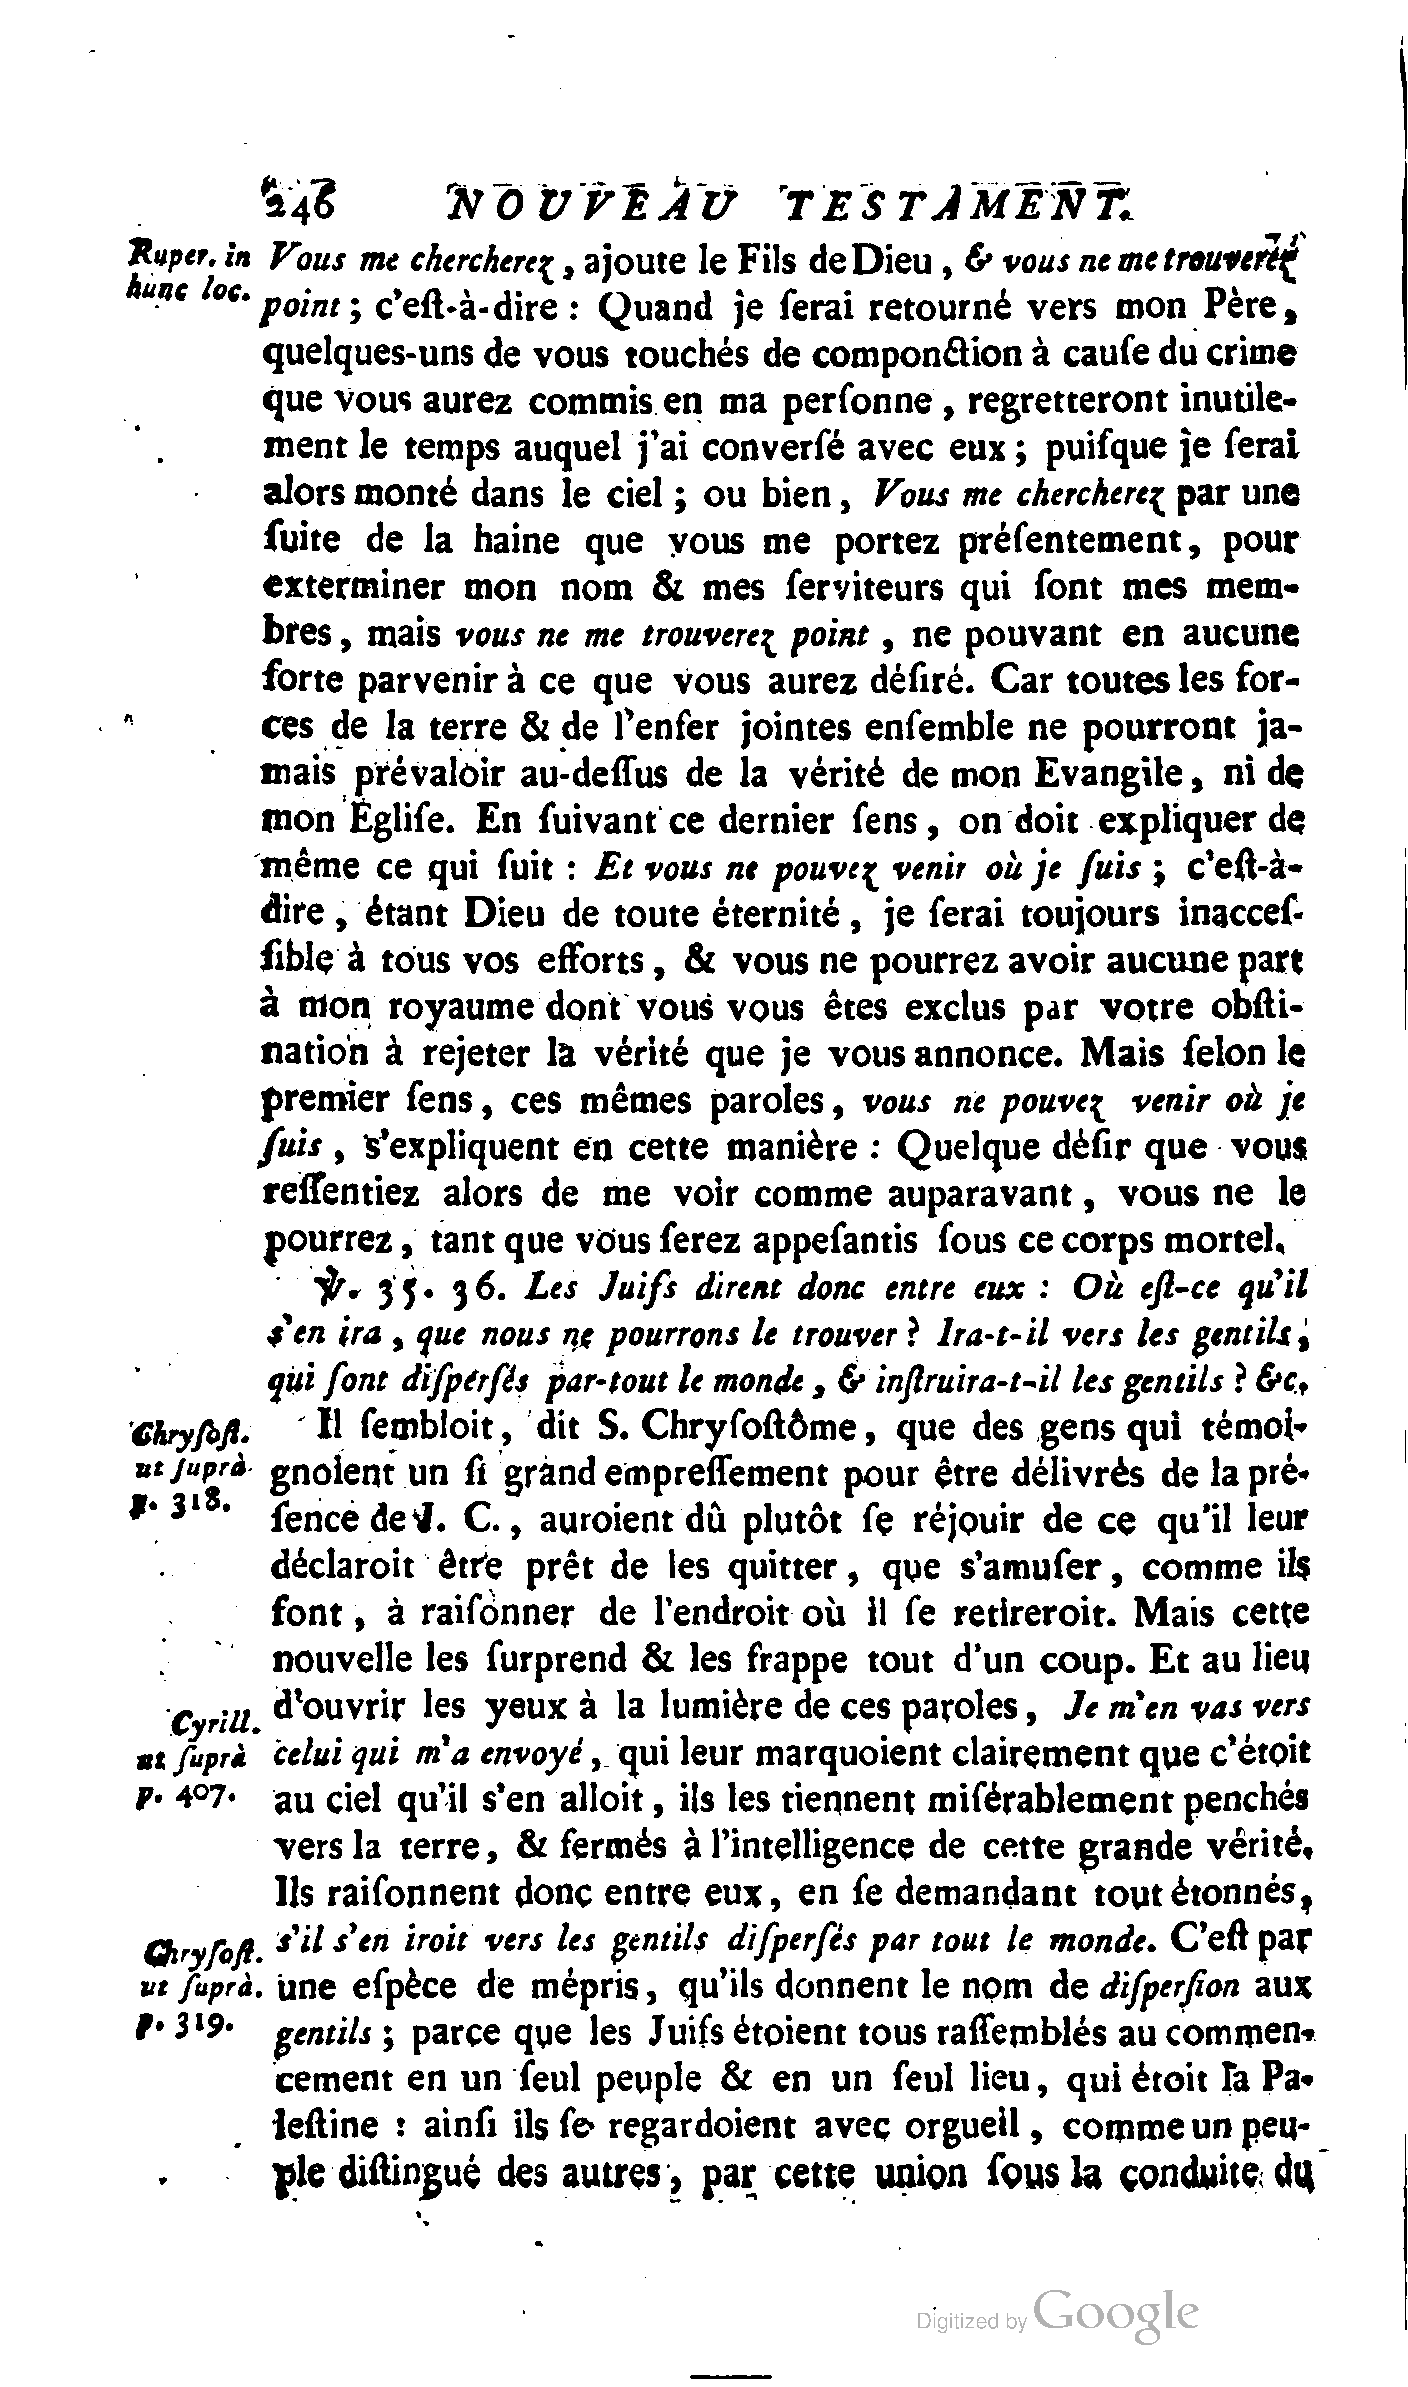 246 NOUVEAU TESTAMENT.
Ruper. in
hunc loc.
Vous me chercherez, ajoute le Fils de Dieu, & vous ne me trouverez
point; c'eſt-à-dire : Quand je ſerai retourné vers mon Père,
quelques-uns de vous touchés de componction à cauſe du crime
que vous aurez commis en ma perſonne, regretteront inutile-
ment le temps auquel j'ai converſé avec eux; puiſque je ſerai
alors monté dans le ciel; ou bien, Vous me chercherez par une
ſuite de la haine que vous me portez préſentement, pour
exterminer mon nom & mes ſerviteurs qui ſont mes mem-
bres, mais vous ne me trouverez point, ne pouvant en aucune
ſorte parvenir à ce que vous aurez déſiré. Car toutes les for-
ces de la terre & de l'enfer jointes enſemble ne pourront ja-
mais prévaloir au-deſſus de la vérité de mon Evangile, ni de
mon Égliſe. En ſuivant ce dernier ſens, on doit expliquer de
même ce qui ſuit : Et vous ne pouvez venir où je ſuis; c'eſt-à-
dire, étant Dieu de toute éternité, je ſerai toujours inacceſ-
ſible à tous vos efforts, & vous ne pourrez avoir aucune part
à mon royaume dont vous vous êtes exclus par votre obſti-
nation à rejeter la vérité que je vous annonce. Mais ſelon le
premier ſens, ces mêmes paroles, vous ne pouvez venir où je
ſuis, s'expliquent en cette manière : Quelque déſir que vous
reſſentiez alors de me voir comme auparavant, vous ne le
pourrez, tant que vous ſerez appeſantis ſous ce corps mortel.
℣. 35. 36. Les Juifs dirent donc entre eux : Où eſt-ce qu'il
s'en ira, que nous ne pourrons le trouver? Ira-t-il vers les gentils,
qui ſont diſperſés par-tout le monde, & inſtruira-t-il les gentils? &c.
Chryſoſt.
ut ſuprà
p. 318.
Il ſembloit, dit S. Chryſoſtôme, que des gens qui témoi-
gnoient un ſi grand empreſſement pour être délivrés de la pré-
ſence de J. C., auroient dû plutôt ſe réjouir de ce qu'il leur
déclaroit être prêt de les quitter, que s'amuſer, comme ils
font, à raiſonner de l'endroit où il ſe retireroit. Mais cette
nouvelle les ſurprend & les frappe tout d'un coup. Et au lieu
d'ouvrir les yeux à la lumière de ces paroles, Je m'en vas vers
Cyrill.
ut ſuprà
p. 407.
celui qui m'a envoyé, qui leur marquoient clairement que c'étoit
au ciel qu'il s'en alloit, ils les tiennent miſérablement penchés
vers la terre, & fermés à l'intelligence de cette grande vérité.
Ils raiſonnent donc entre eux, en ſe demandant tout étonnés,
Chryſoſt.
ut ſuprà.
p. 319.
s'il s'en iroit vers les gentils diſperſés par tout le monde. C'eſt par
une eſpèce de mépris, qu'ils donnent le nom de diſperſion aux
gentils; parce que les Juifs étoient tous raſſemblés au commen-
cement en un ſeul peuple & en un ſeul lieu, qui étoit la Pa-
leſtine : ainſi ils ſe regardoient avec orgueil, comme un peu-
ple diſtingué des autres, par cette union ſous la conduite du
Digitized by Google